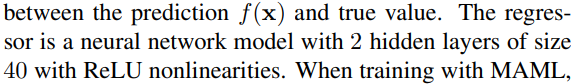 between the prediction f(x) and true value. The regres-
sor is a neural network model with 2 hidden layers of size
40 with ReLU nonlinearities. When training with MAML,